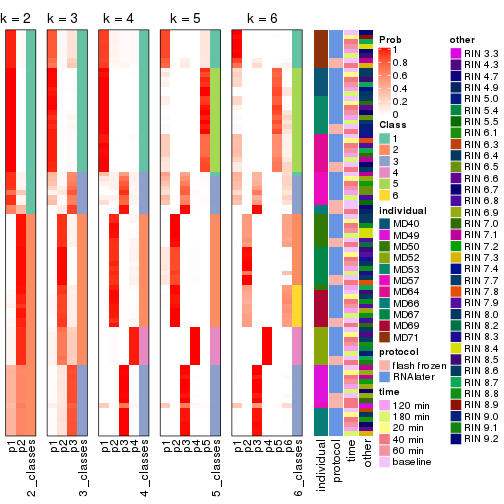 k = 2
k = 3
k = 4
k = 5
k = 6
p1
p2
2_classes
p1
p2
p3
3_classes
p1
p2
p3
p4
4_classes
p1
p2
p3
p4
p5
5_classes
p1
p2
p3
p4
p5
p6
6_classes
individual
protocol
time
other
Prob
1
0.8
0.6
0.4
0.2
0
Class
1
2
3
4
5
6
individual
MD40
MD49
MD50
MD52
MD53
MD57
MD64
MD66
MD67
MD69
MD71
protocol
flash frozen
RNAlater
time
120 min
180 min
20 min
40 min
60 min
baseline
other
RIN 3.3
RIN 4.3
RIN 4.7
RIN 4.9
RIN 5.0
RIN 5.4
RIN 5.5
RIN 6.1
RIN 6.3
RIN 6.4
RIN 6.5
RIN 6.6
RIN 6.7
RIN 6.8
RIN 6.9
RIN 7.0
RIN 7.1
RIN 7.2
RIN 7.3
RIN 7.4
RIN 7.7
RIN 7.8
RIN 7.9
RIN 8.0
RIN 8.2
RIN 8.3
RIN 8.4
RIN 8.5
RIN 8.6
RIN 8.7
RIN 8.8
RIN 8.9
RIN 9.0
RIN 9.1
RIN 9.2